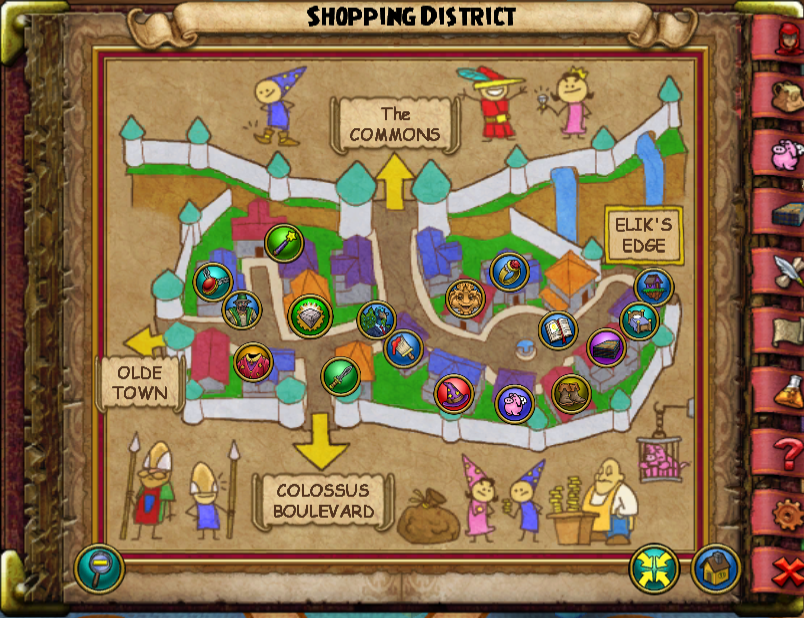 SHOPPING DISTRICT
The
COMMONS
ELIK'S
EDGE
OLDE
TOWN
COLOSSUS
BOULEVARD
?